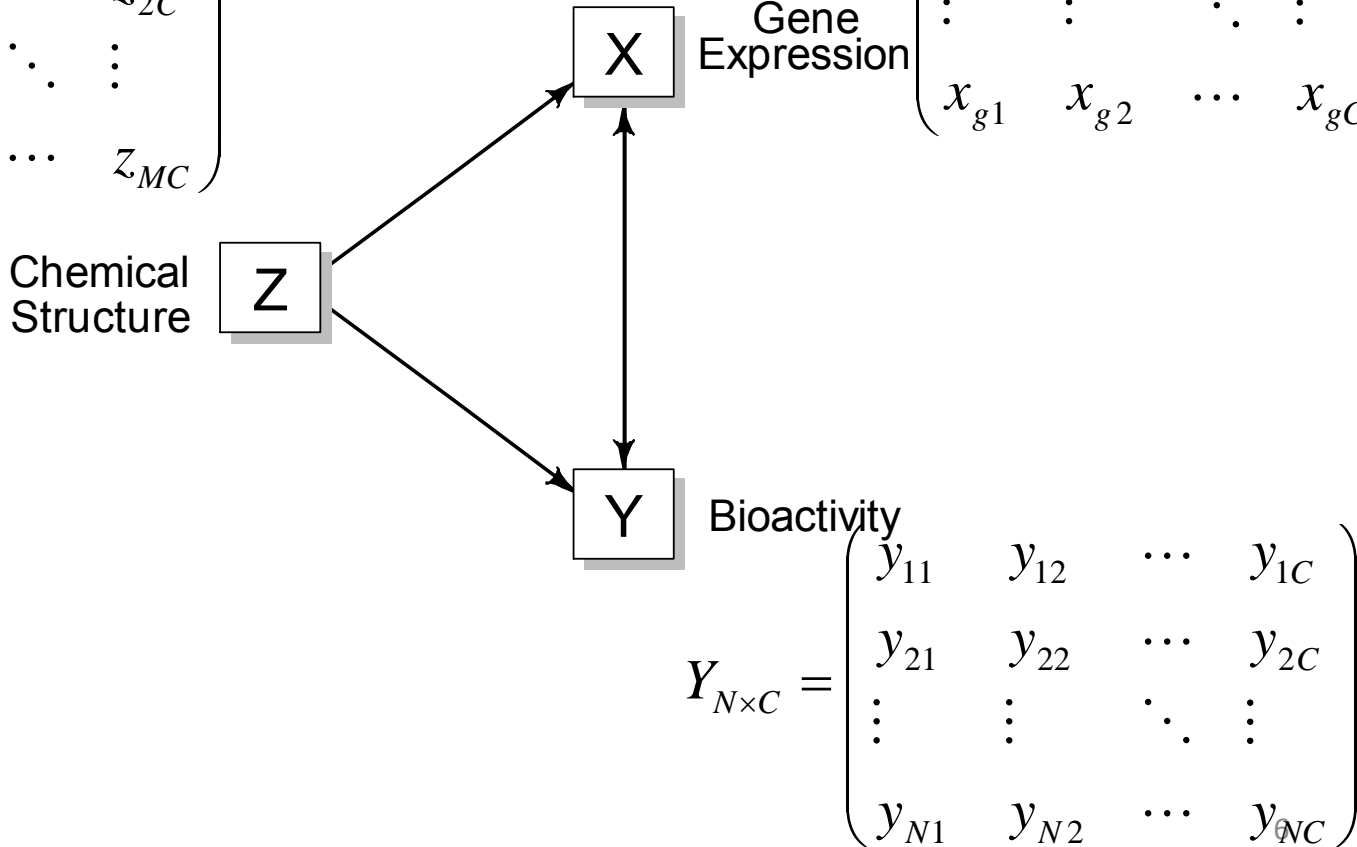 z_{2C}
⋱ ⋮
⋯ z_{MC}
X
Gene
Expression
⋮ ⋮ ⋱ ⋮
x_{g1} x_{g2} ⋯ x_{gC}
Chemical
Structure
Z
Y
Bioactivity
Y_{N×C} =
y_{11} y_{12} ⋯ y_{1C}
y_{21} y_{22} ⋯ y_{2C}
⋮ ⋮ ⋱ ⋮
y_{N1} y_{N2} ⋯ y_{NC}
6